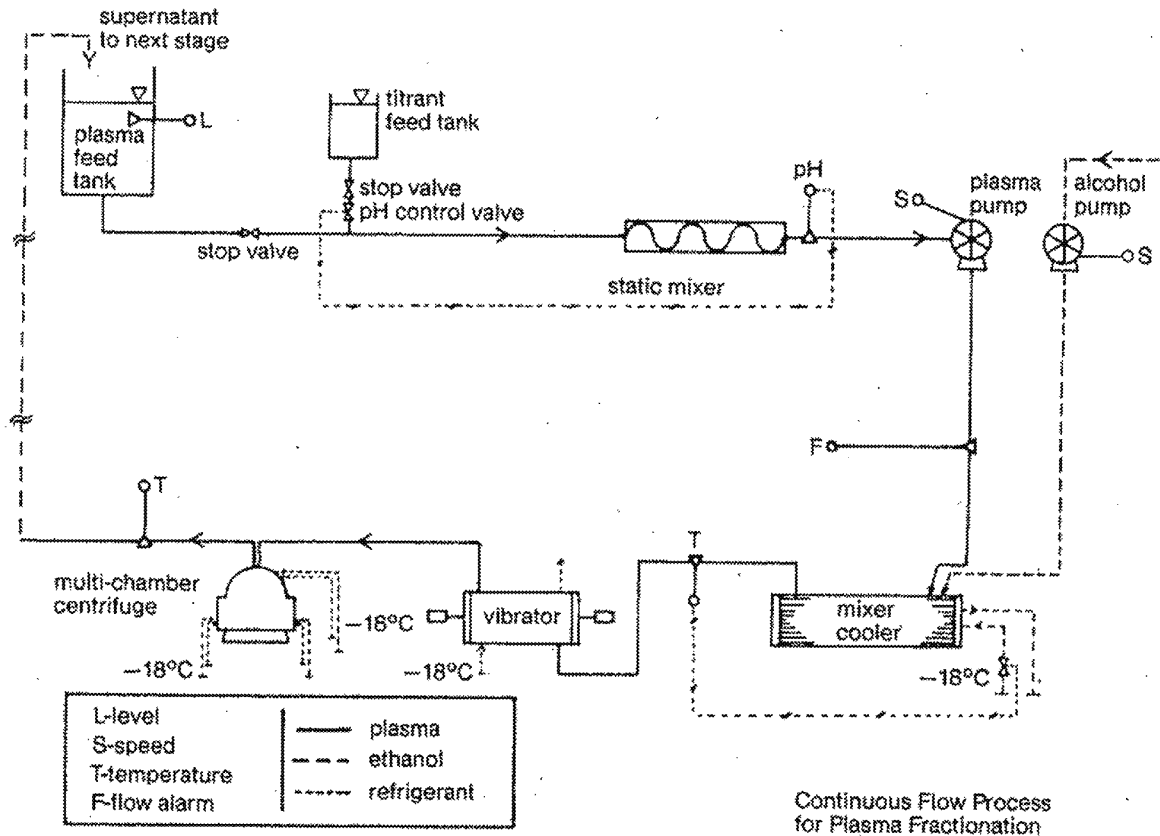 supernatant
to next stage
L
plasma
feed
tank
titrant
feed tank
stop valve
pH control valve
stop valve
static mixer
pH
S
plasma
pump
alcohol
pump
S
F
T
T
multi-chamber
centrifuge
vibrator
mixer
cooler
–18°C
–18°C
–18°C
–18°C
L-level
S-speed
T-temperature
F-flow alarm
plasma
ethanol
refrigerant
Continuous Flow Process
for Plasma Fractionation